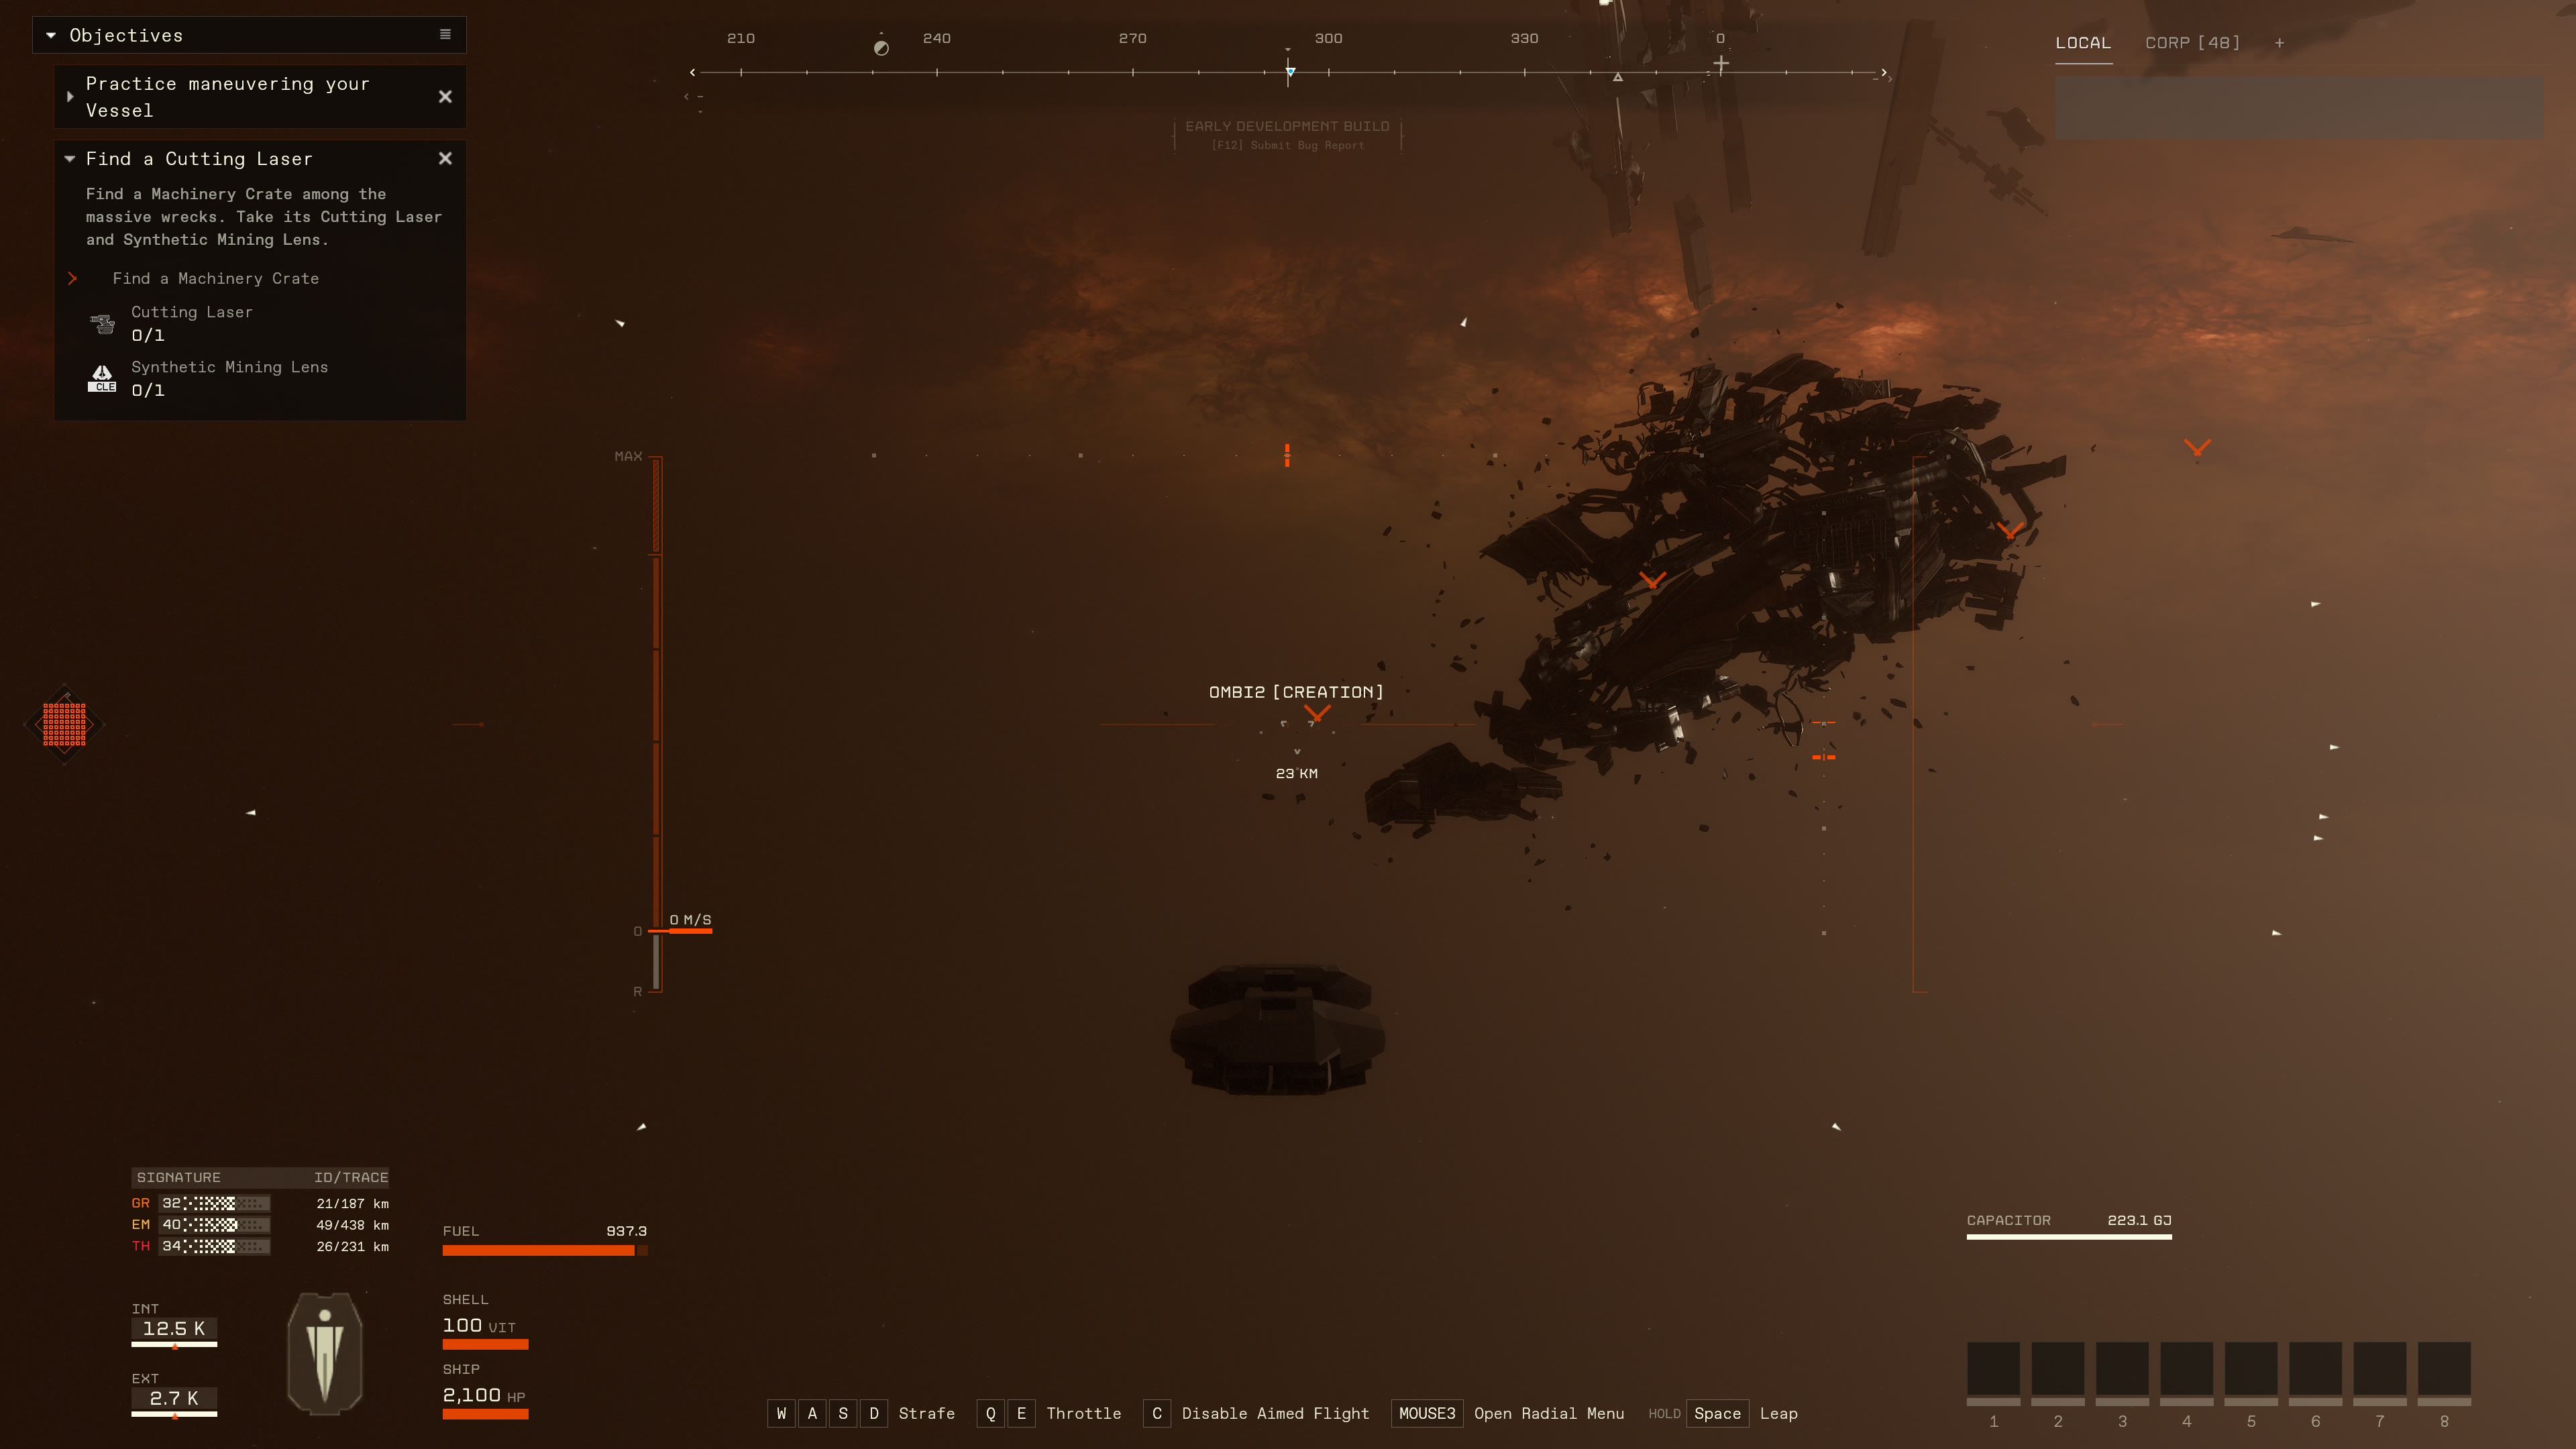 Objectives
Practice maneuvering your
Vessel
Find a Cutting Laser
Find a Machinery Crate among the
massive wrecks. Take its Cutting Laser
and Synthetic Mining Lens.
Find a Machinery Crate
Cutting Laser
0/1
Synthetic Mining Lens
0/1
CLE
210 240 270 300 330 0
EARLY DEVELOPMENT BUILD
[F12] Submit Bug Report
LOCAL CORP [48] +
MAX
0 0 M/S
R
OMBI2 [CREATION]
23 KM
SIGNATURE ID/TRACE
GR 32 21/187 km
EM 40 49/438 km
TH 34 26/231 km
INT
12.5 K
EXT
2.7 K
FUEL 937.3
SHELL
100 VIT
SHIP
2,100 HP
W A S D Strafe Q E Throttle C Disable Aimed Flight MOUSE3 Open Radial Menu HOLD Space Leap
CAPACITOR 223.1 GJ
1 2 3 4 5 6 7 8